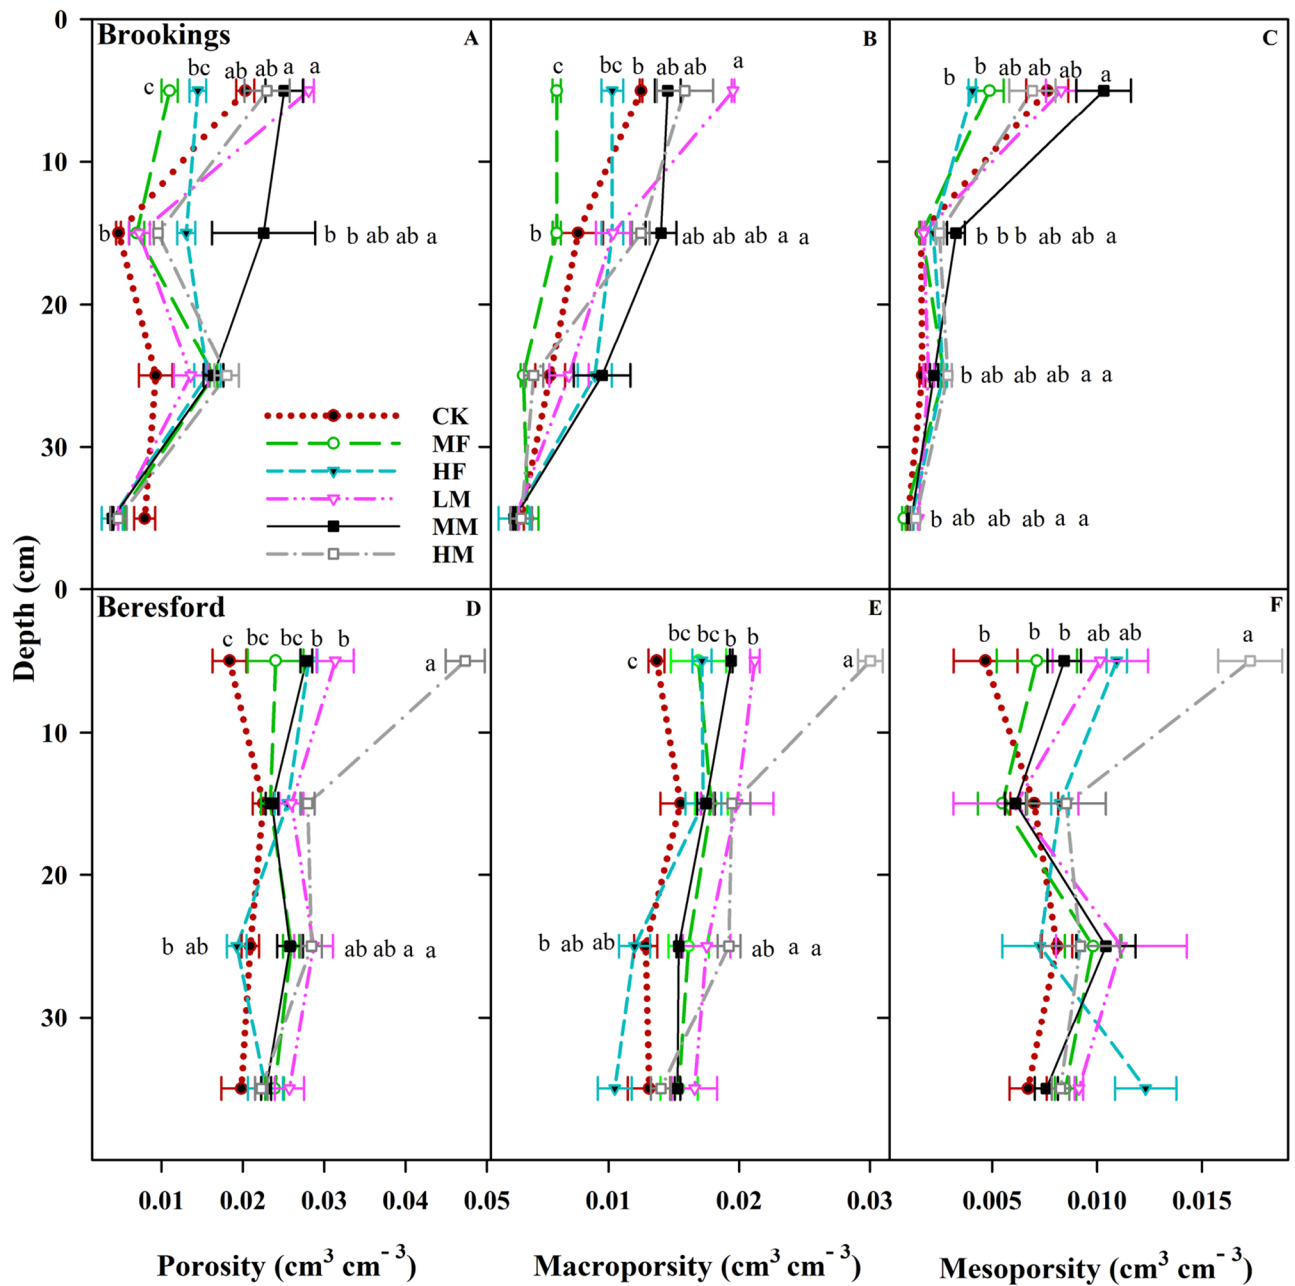 0
Brookings A B C
c bc ab ab a a
c bc b ab ab a
b b ab ab ab a
10
b b b ab ab a
b ab ab ab a a
b b b ab ab a
20
b ab ab ab a a
30
CK
MF
HF
LM
MM
HM
b ab ab ab a a
Depth (cm)
0
Beresford D E F
c bc bc b b a
c bc bc b b a
b b b ab ab a
10
20
b ab ab ab a a
b ab ab ab a a
30
0.01 0.02 0.03 0.04 0.05
0.01 0.02 0.03
0.005 0.010 0.015
Porosity (cm3 cm - 3)
Macroporsity (cm3 cm - 3)
Mesoporsity (cm3 cm - 3)